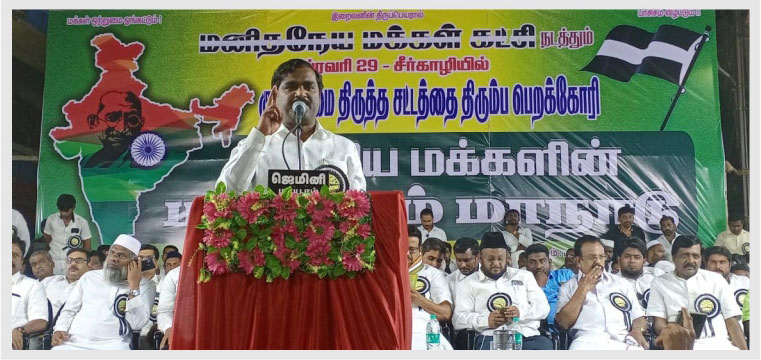 இறைவனின் திருப்பெயரால்
மக்கள் ஒற்றுமை ஓங்கட்டும் !
மனிதநேய மக்கள் கட்சி நடத்தும்
29 - சீர்காழியில்
திருத்த சட்டத்தை திரும்ப பெறக்கோரி
மக்களின்
மாநாடு
ஜெமினி